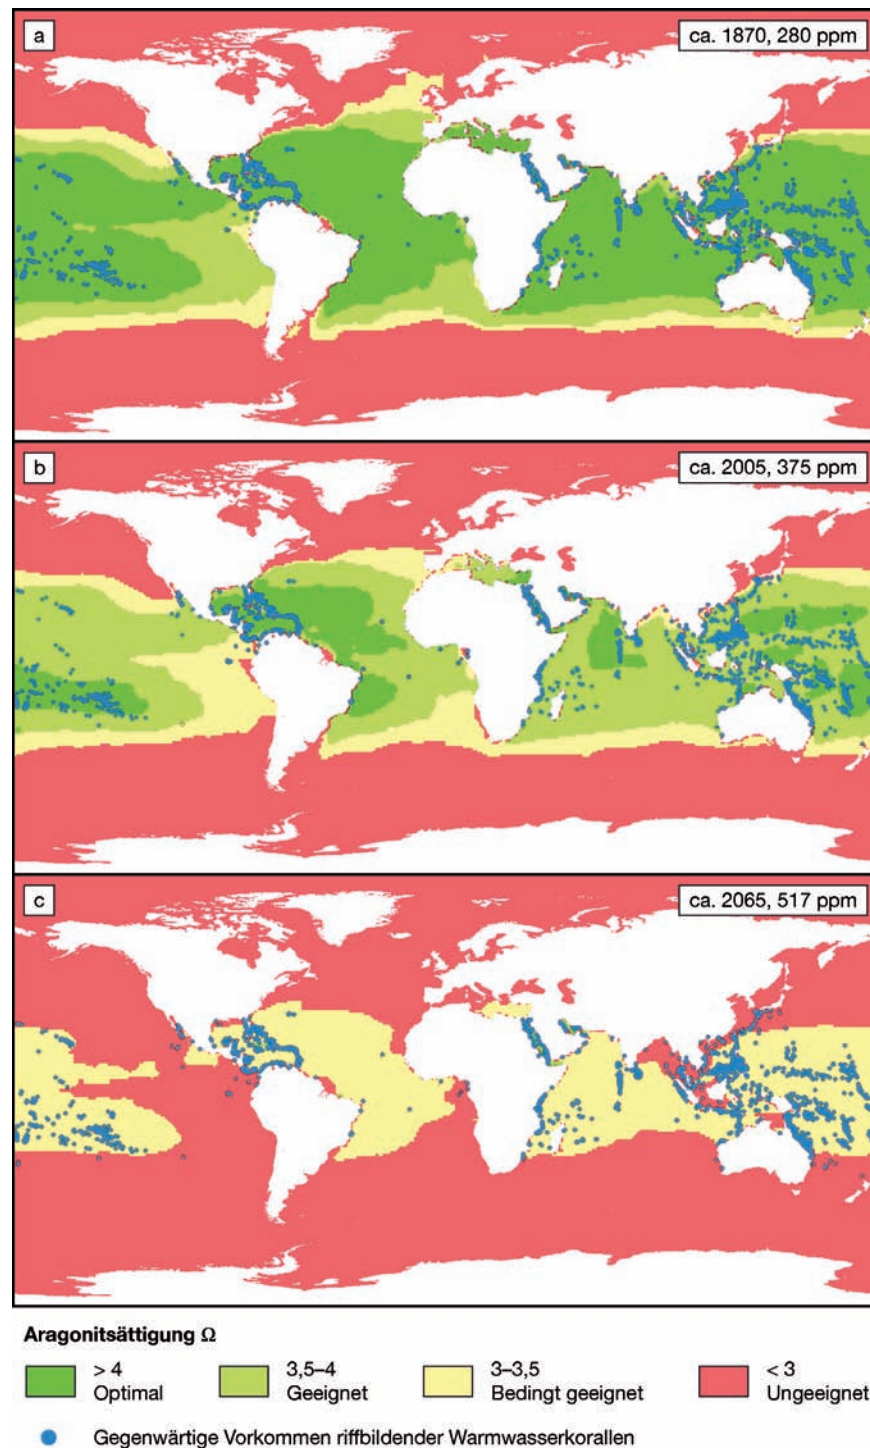 a
ca. 1870, 280 ppm
b
ca. 2005, 375 ppm
c
ca. 2065, 517 ppm
Aragonitsättigung Ω
> 4
Optimal
3,5–4
Geeignet
3–3,5
Bedingt geeignet
< 3
Ungeeignet
Gegenwärtige Vorkommen riffbildender Warmwasserkorallen